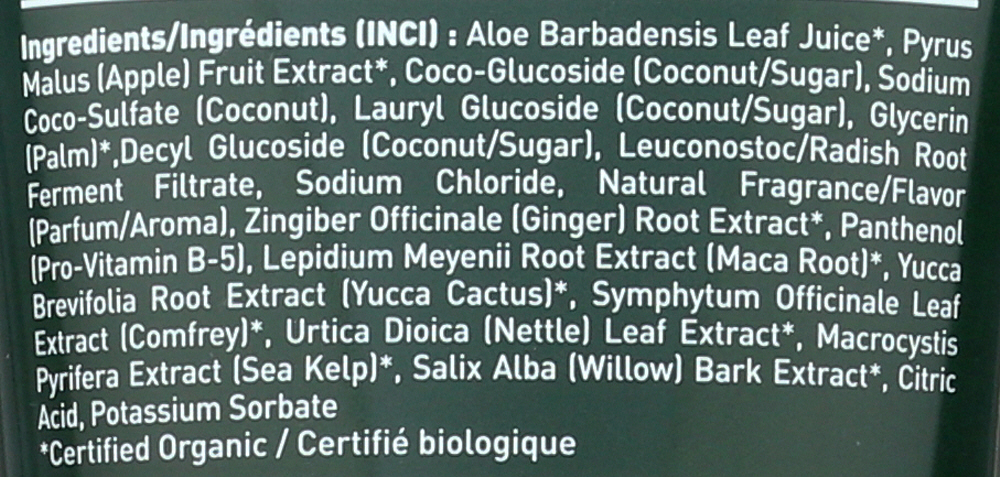 Ingredients/Ingrédients (INCI) : Aloe Barbadensis Leaf Juice*, Pyrus
Malus (Apple) Fruit Extract*, Coco-Glucoside (Coconut/Sugar), Sodium
Coco-Sulfate (Coconut), Lauryl Glucoside (Coconut/Sugar), Glycerin
(Palm)*,Decyl Glucoside (Coconut/Sugar), Leuconostoc/Radish Root
Ferment Filtrate, Sodium Chloride, Natural Fragrance/Flavor
(Parfum/Aroma), Zingiber Officinale (Ginger) Root Extract*, Panthenol
(Pro-Vitamin B-5), Lepidium Meyenii Root Extract (Maca Root)*, Yucca
Brevifolia Root Extract (Yucca Cactus)*, Symphytum Officinale Leaf
Extract (Comfrey)*, Urtica Dioica (Nettle) Leaf Extract*, Macrocystis
Pyrifera Extract (Sea Kelp)*, Salix Alba (Willow) Bark Extract*, Citric
Acid, Potassium Sorbate
*Certified Organic / Certifié biologique